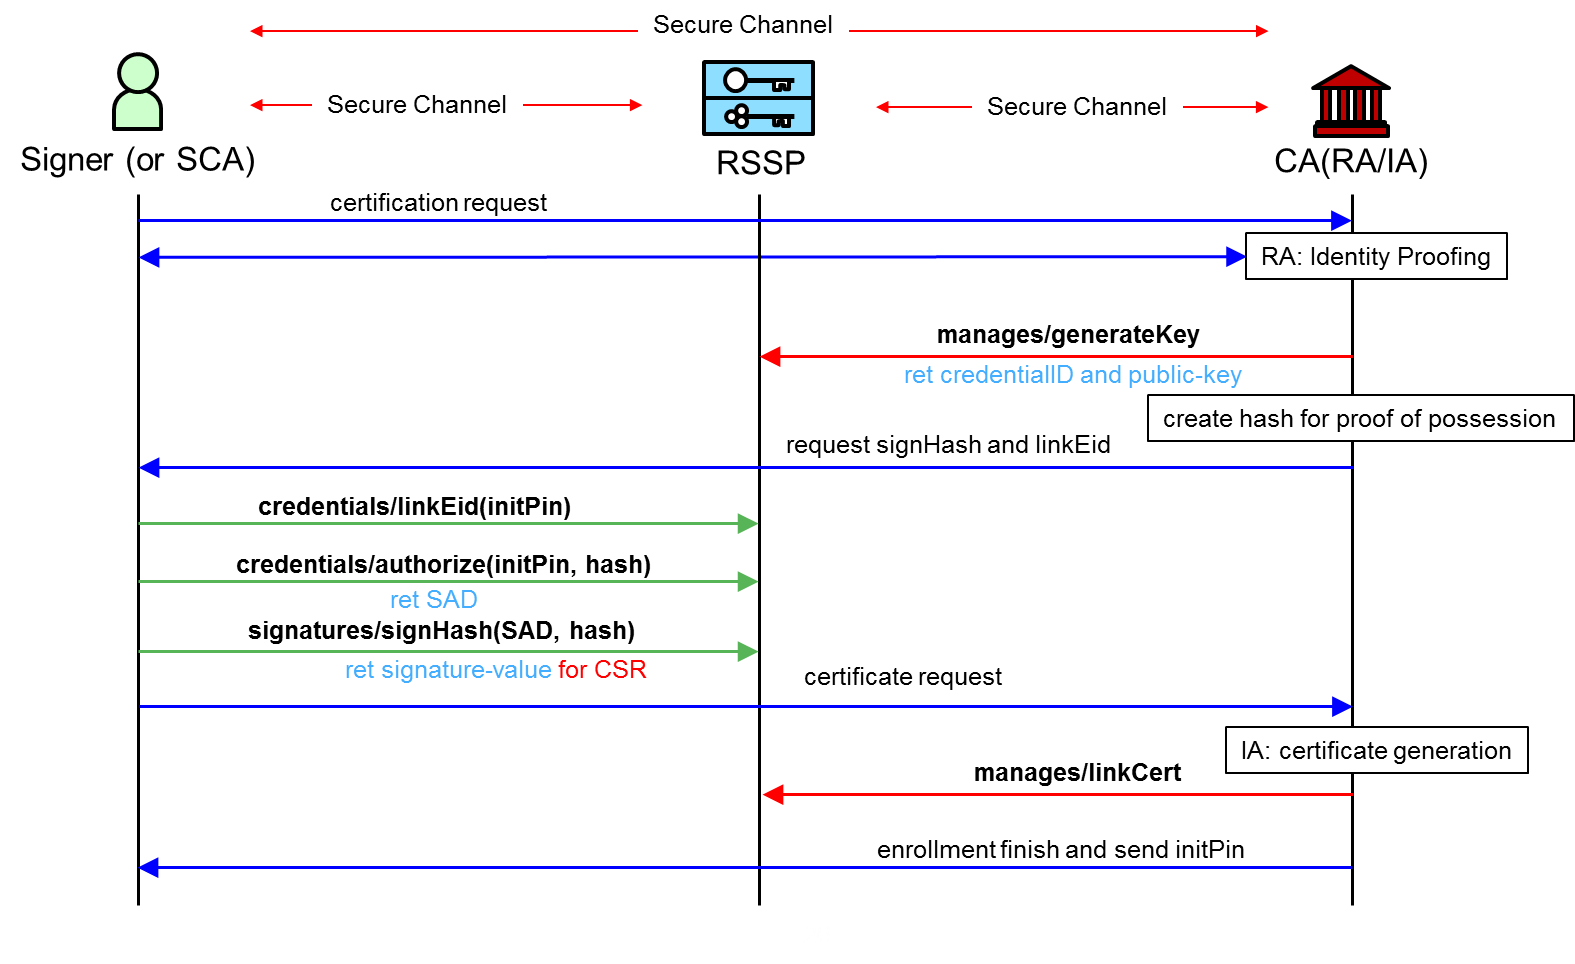 Secure Channel
Secure Channel
Secure Channel
Signer (or SCA)
RSSP
CA(RA/IA)
certification request
RA: Identity Proofing
manages/generateKey
ret credentialID and public-key
create hash for proof of possession
request signHash and linkEid
credentials/linkEid(initPin)
credentials/authorize(initPin, hash)
ret SAD
signatures/signHash(SAD, hash)
ret signature-value for CSR
certificate request
IA: certificate generation
manages/linkCert
enrollment finish and send initPin